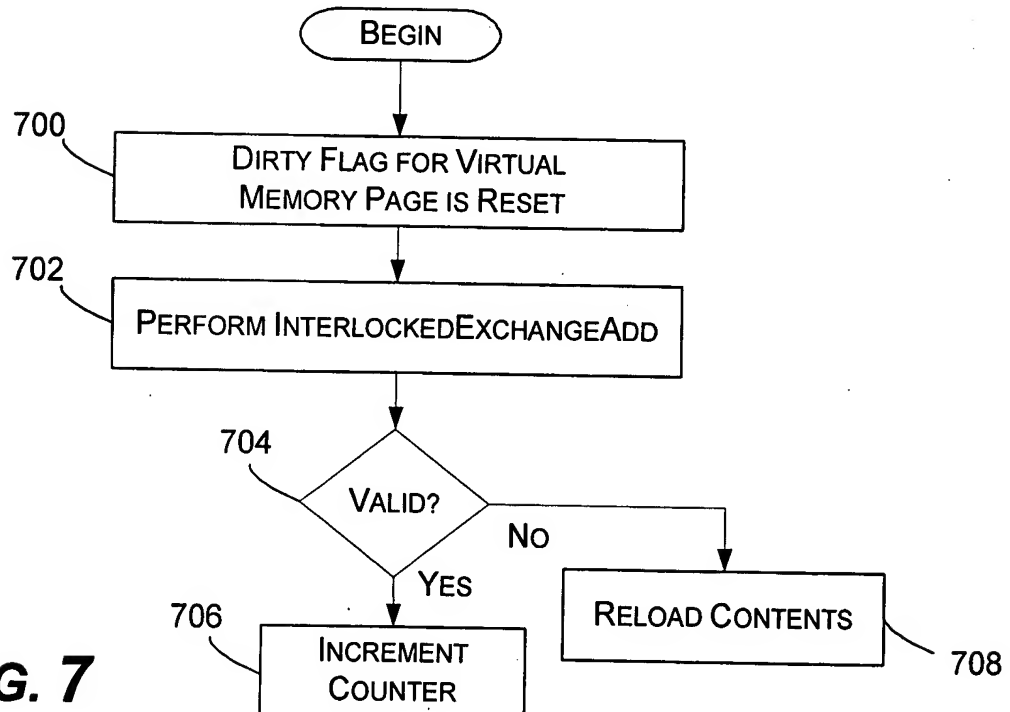 BEGIN
700
DIRTY FLAG FOR VIRTUAL
MEMORY PAGE IS RESET
702
PERFORM INTERLOCKEDEXCHANGEADD
704
VALID?
NO
YES
706
INCREMENT
COUNTER
RELOAD CONTENTS
708
G. 7